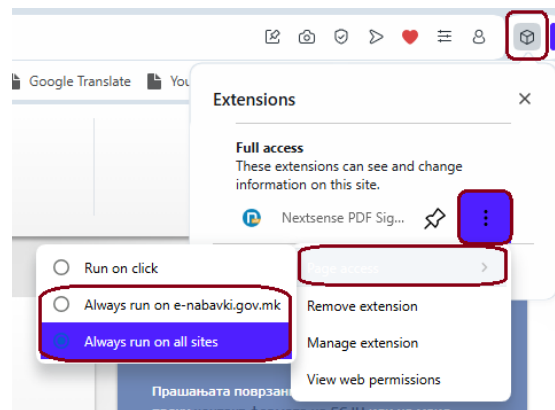 Google Translate
You
Extensions
Full access
These extensions can see and change
information on this site.
Nextsense PDF Sig...
Page access
Remove extension
Manage extension
View web permissions
Run on click
Always run on e-nabavki.gov.mk
Always run on all sites
Прашањата поврзани